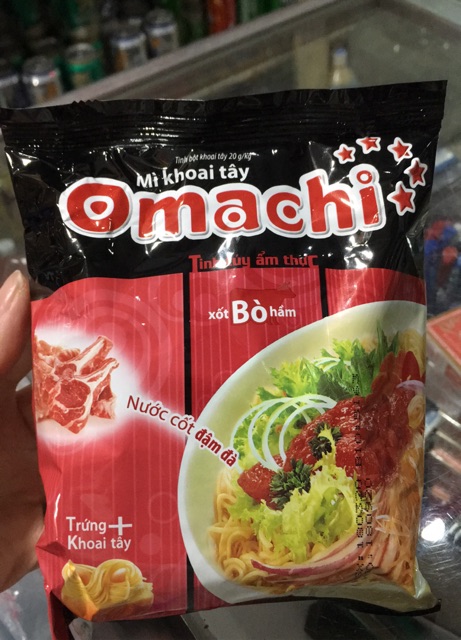 Tinh bột khoai tây 20 g/kg
Mì khoai tây
Omachi
Tinh túy ẩm thực
xốt Bò hầm
Nước cốt đậm đà
Trứng +
Khoai tây